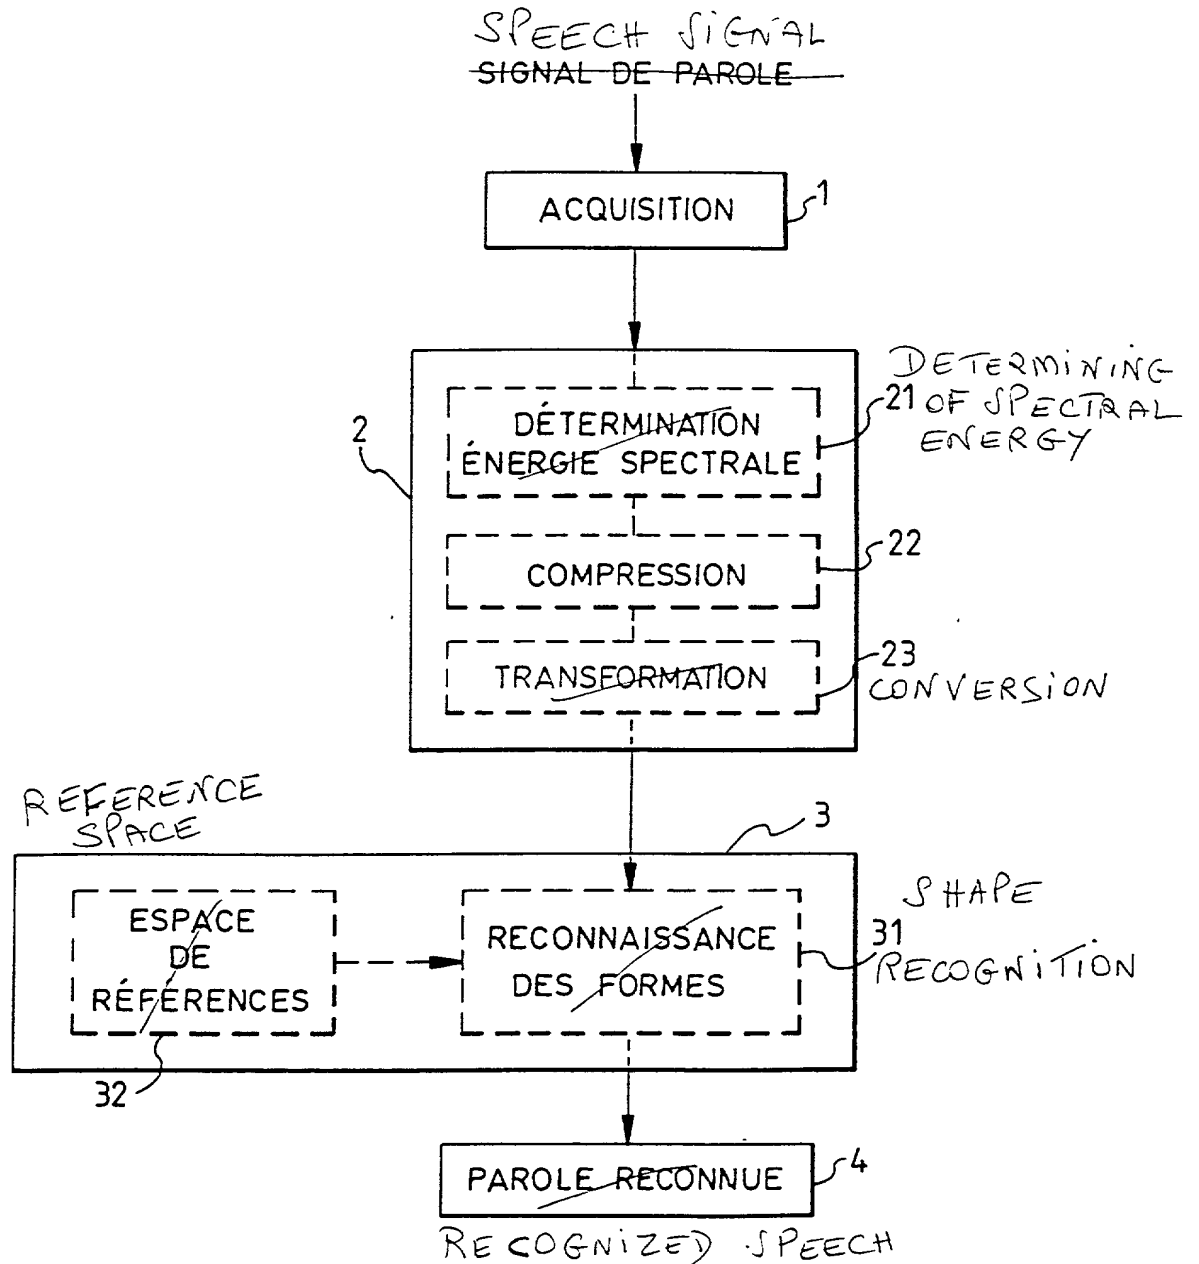 SPEECH SIGNAL
SIGNAL DE PAROLE
ACQUISITION
1
2
DÉTERMINATION
ÉNERGIE SPECTRALE
21
DETERMINING
OF SPECTRAL
ENERGY
COMPRESSION
22
TRANSFORMATION
23
CONVERSION
REFERENCE
SPACE
3
ESPACE
DE
RÉFÉRENCES
32
RECONNAISSANCE
DES FORMES
31
SHAPE
RECOGNITION
PAROLE RECONNUE
4
RECOGNIZED SPEECH